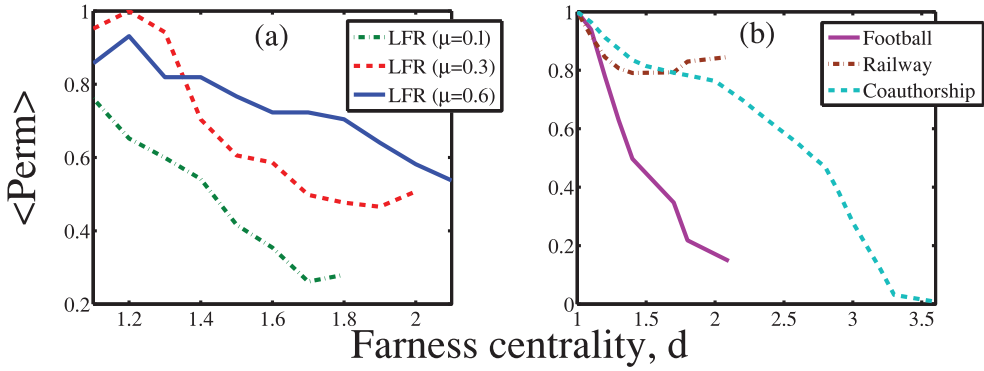 (a)
LFR (μ=0.1)
LFR (μ=0.3)
LFR (μ=0.6)
1
0.8
0.6
0.4
0.2
1.2
1.4
1.6
1.8
2
(b)
Football
Railway
Coauthorship
1
0.8
0.6
0.4
0.2
0
1
1.5
2
2.5
3
3.5
<Perm>
Farness centrality, d